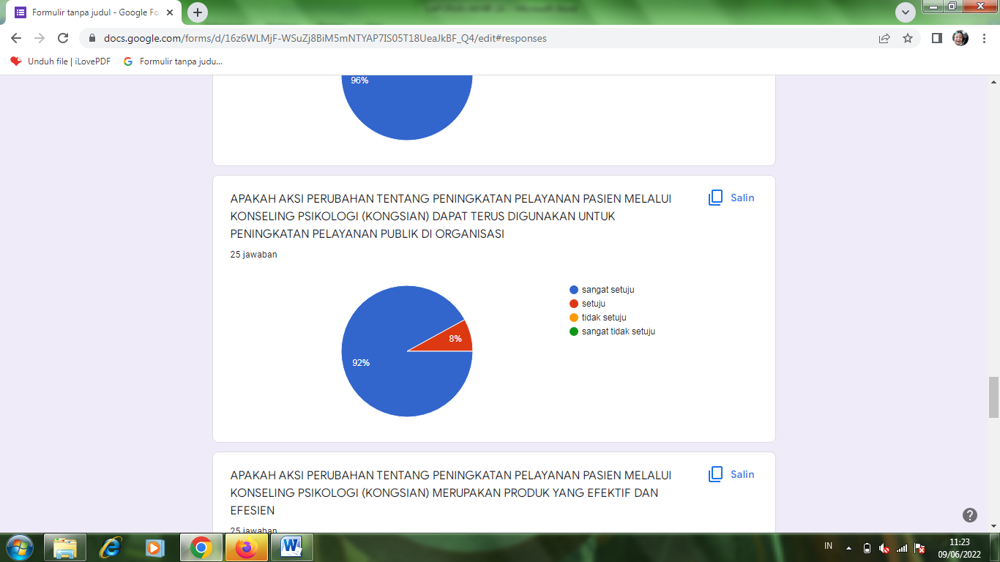 Formulir tanpa judul - Google Fo
docs.google.com/forms/d/16z6WLMjF-WSuZj8BiM5mNTYAP7IS05T18UeaJkBF_Q4/edit#responses
Unduh file | iLovePDF
Formulir tanpa judu...
96%
APAKAH AKSI PERUBAHAN TENTANG PENINGKATAN PELAYANAN PASIEN MELALUI
KONSELING PSIKOLOGI (KONGSIAN) DAPAT TERUS DIGUNAKAN UNTUK
PENINGKATAN PELAYANAN PUBLIK DI ORGANISASI
Salin
25 jawaban
sangat setuju
setuju
tidak setuju
sangat tidak setuju
8%
92%
APAKAH AKSI PERUBAHAN TENTANG PENINGKATAN PELAYANAN PASIEN MELALUI
KONSELING PSIKOLOGI (KONGSIAN) MERUPAKAN PRODUK YANG EFEKTIF DAN
EFESIEN
Salin
25 jawaban
IN
11:23
09/06/2022